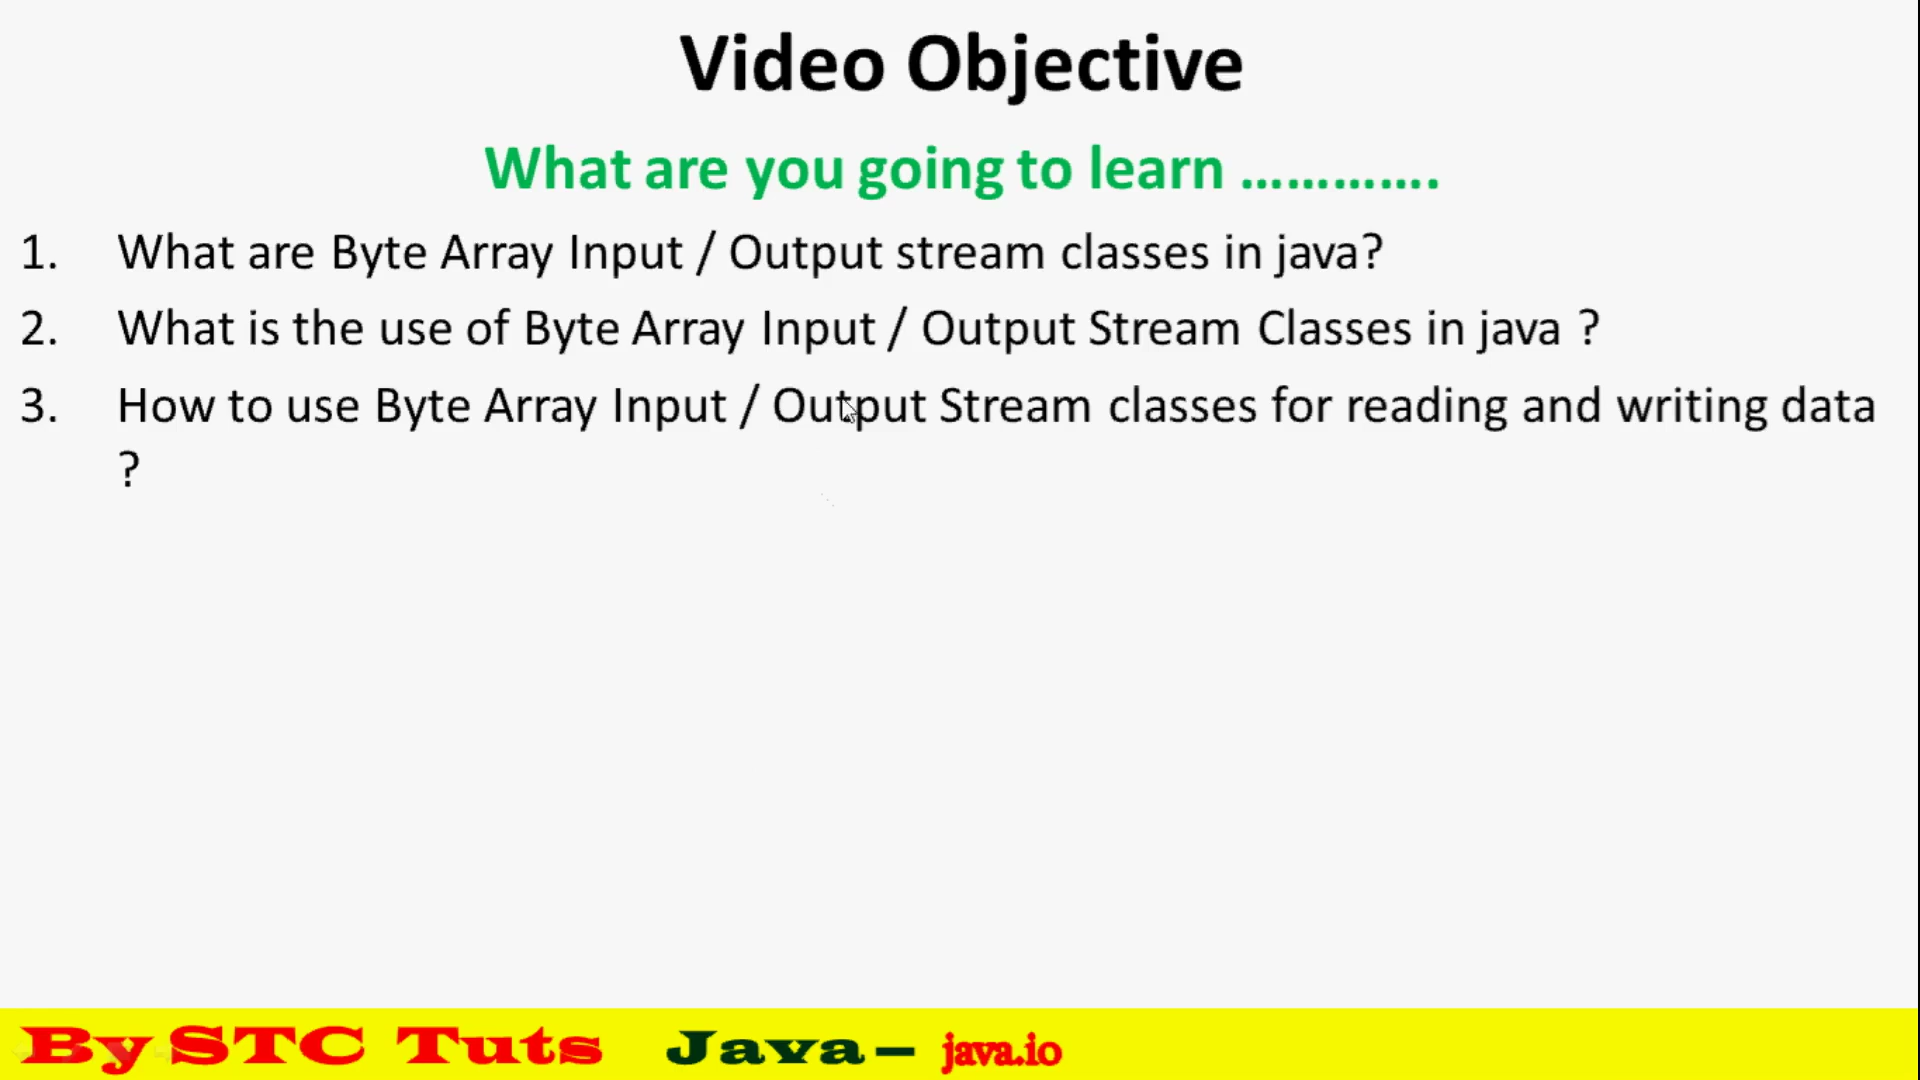 Video Objective
What are you going to learn ………….
1. What are Byte Array Input / Output stream classes in java?
2. What is the use of Byte Array Input / Output Stream Classes in java ?
3. How to use Byte Array Input / Output Stream classes for reading and writing data
?
By STC Tuts Java – java.io